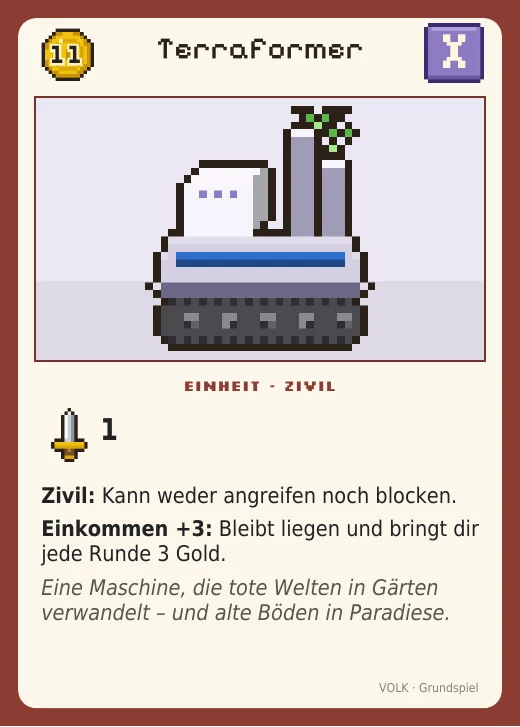 11
Terraformer
X
EINHEIT - ZIVIL
1
Zivil: Kann weder angreifen noch blocken.
Einkommen +3: Bleibt liegen und bringt dir
jede Runde 3 Gold.
Eine Maschine, die tote Welten in Gärten
verwandelt – und alte Böden in Paradiese.
VOLK · Grundspiel